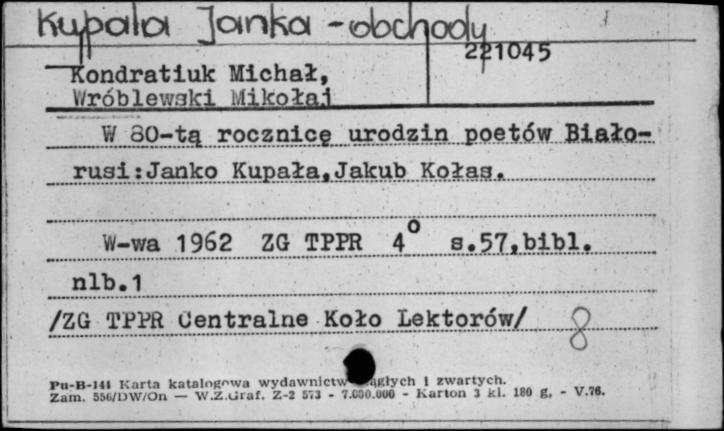 Kupała Janka - obchody
221045
Kondratiuk Michał,
Wróblewski Mikołaj
W 80-tą rocznicę urodzin poetów Biało-
rusi:Janko Kupała,Jakub Kołas.
W-wa 1962 ZG TPPR 4° s.57,bibl.
nlb.1
/ZG TPPR Centralne Koło Lektorów/
8
Pu-B-144 Karta katalogowa wydawnictw ciągłych i zwartych.
Zam. 556/DW/On — W.Z.Graf. Z-2 573 - 7.000.000 - Karton 3 kl. 180 g. - V.76.